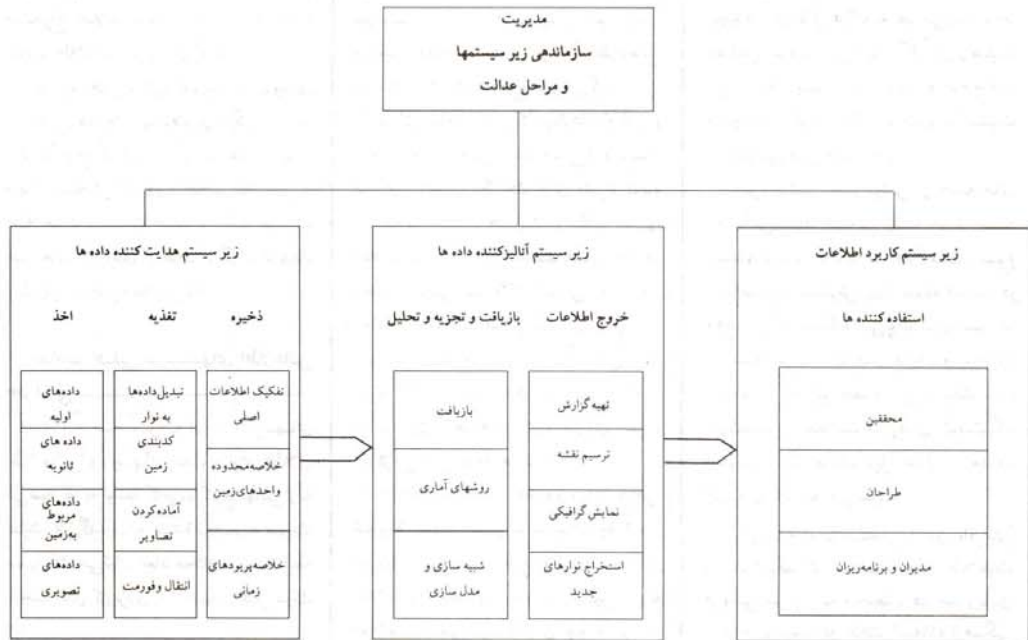 مدیریت
سازماندهی زیر سیستمها
و مراحل عدالت
زیر سیستم هدایت کننده داده ها
اخذ
تغذیه
ذخیره
داده‌های
اولیه
داده های
ثانویه
داده‌های
مربوط
به‌زمین
داده‌های
تصویری
تبدیل‌داده‌ها
به نوار
کدبندی
زمین
آماده‌کردن
تصاویر
انتقال وفورمت
تفکیک اطلاعات
اصلی
خلاصه‌محدوده
واحدهای‌زمین
خلاصه‌پریودهای
زمانی
زیر سیستم آنالیزکننده داده ها
بازیافت و تجزیه و تحلیل
خروج اطلاعات
بازیافت
روشهای آماری
شبیه سازی و
مدل سازی
تهیه‌گزارش
ترسیم نقشه
نمایش‌گرافیکی
استخراج نوارهای
جدید
زیر سیستم کاربرد اطلاعات
استفاده‌کننده ها
محققین
طراحان
مدیران و برنامه‌ریزان